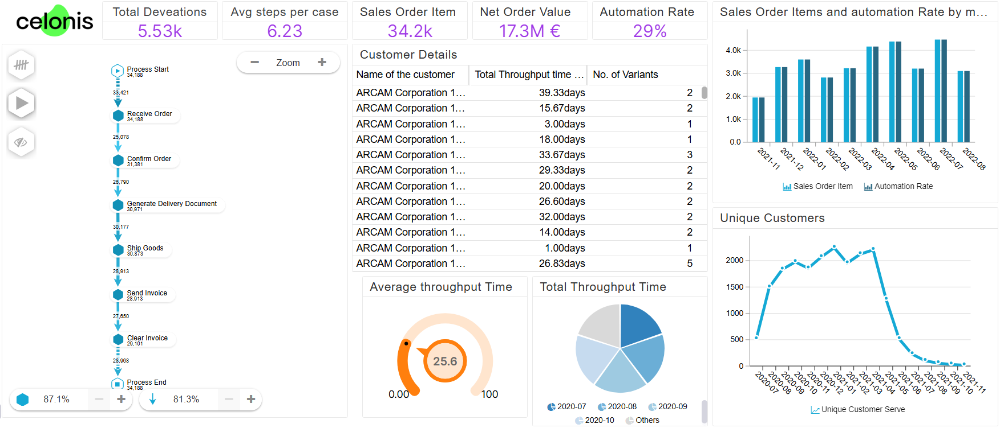 celonis
Total Deveations
5.53k
Avg steps per case
6.23
Sales Order Item
34.2k
Net Order Value
17.3M €
Automation Rate
29%
Zoom
Process Start
34,188
33,421
Receive Order
34,188
25,078
Confirm Order
31,381
26,790
Generate Delivery Document
30,971
30,177
Ship Goods
30,873
28,913
Send Invoice
28,913
27,650
Clear Invoice
29,101
28,968
Process End
34,188
87.1%
81.3%
Customer Details
Name of the customer Total Throughput time ... No. of Variants
ARCAM Corporation 1... 39.33days 2
ARCAM Corporation 1... 15.67days 2
ARCAM Corporation 1... 3.00days 1
ARCAM Corporation 1... 18.00days 1
ARCAM Corporation 1... 33.67days 3
ARCAM Corporation 1... 29.33days 2
ARCAM Corporation 1... 20.00days 2
ARCAM Corporation 1... 26.60days 2
ARCAM Corporation 1... 32.00days 2
ARCAM Corporation 1... 14.00days 2
ARCAM Corporation 1... 1.00days 1
ARCAM Corporation 1... 26.83days 5
Average throughput Time
25.6
0.00
100
Total Throughput Time
2020-07 2020-08 2020-09
2020-10 Others
Sales Order Items and automation Rate by m...
4.0k
3.0k
2.0k
1.0k
0.0
2021-11 2021-12 2022-01 2022-02 2022-03 2022-04 2022-05 2022-06 2022-07 2022-08
Sales Order Item Automation Rate
Unique Customers
2000
1500
1000
500
0
2020-07 2020-08 2020-09 2020-10 2020-11 2020-12 2021-01 2021-02 2021-03 2021-04 2021-05 2021-06 2021-07 2021-08 2021-09 2021-10 2021-11
Unique Customer Serve